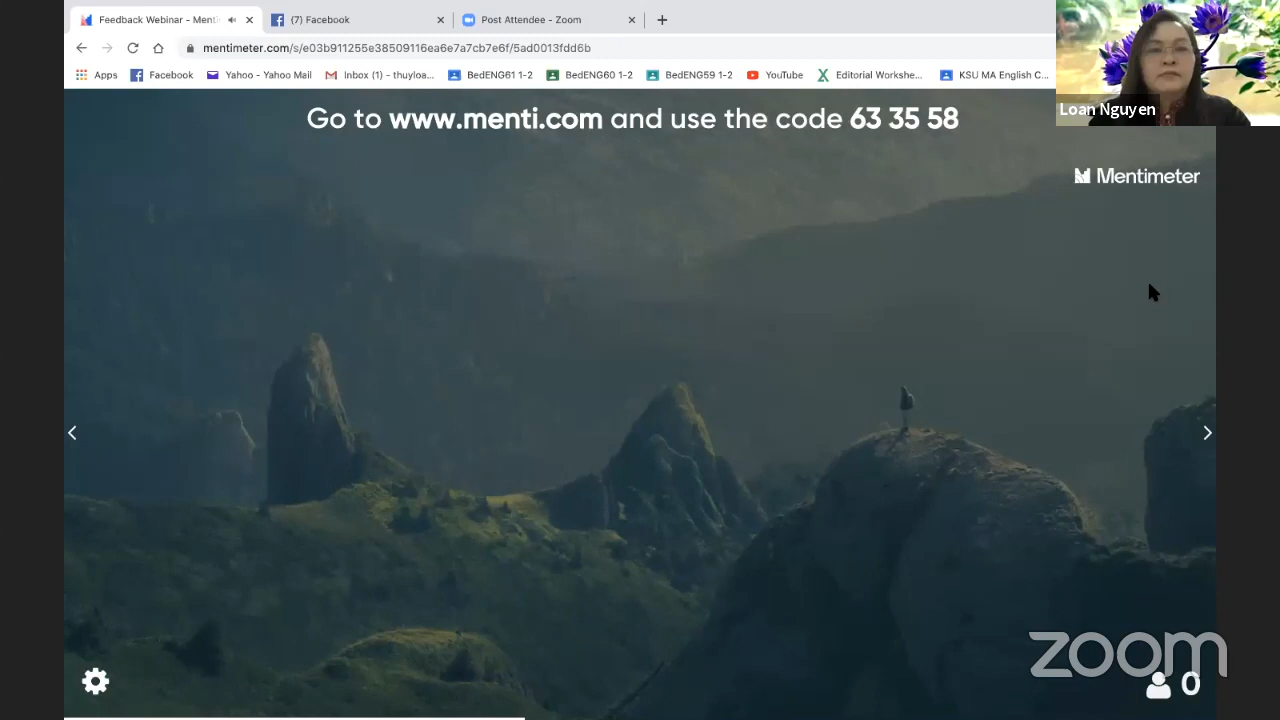 Feedback Webinar - Menti
(7) Facebook
Post Attendee - Zoom
mentimeter.com/s/e03b911255e38509116ea6e7a7cb7e6f/5ad0013fdd6b
Apps
Facebook
Yahoo - Yahoo Mail
Inbox (1) - thuyloa...
BedENG61 1-2
BedENG60 1-2
BedENG59 1-2
YouTube
Editorial Workshe...
KSU MA English C...
Loan Nguyen
Go to www.menti.com and use the code 63 35 58
Mentimeter
zoom
0